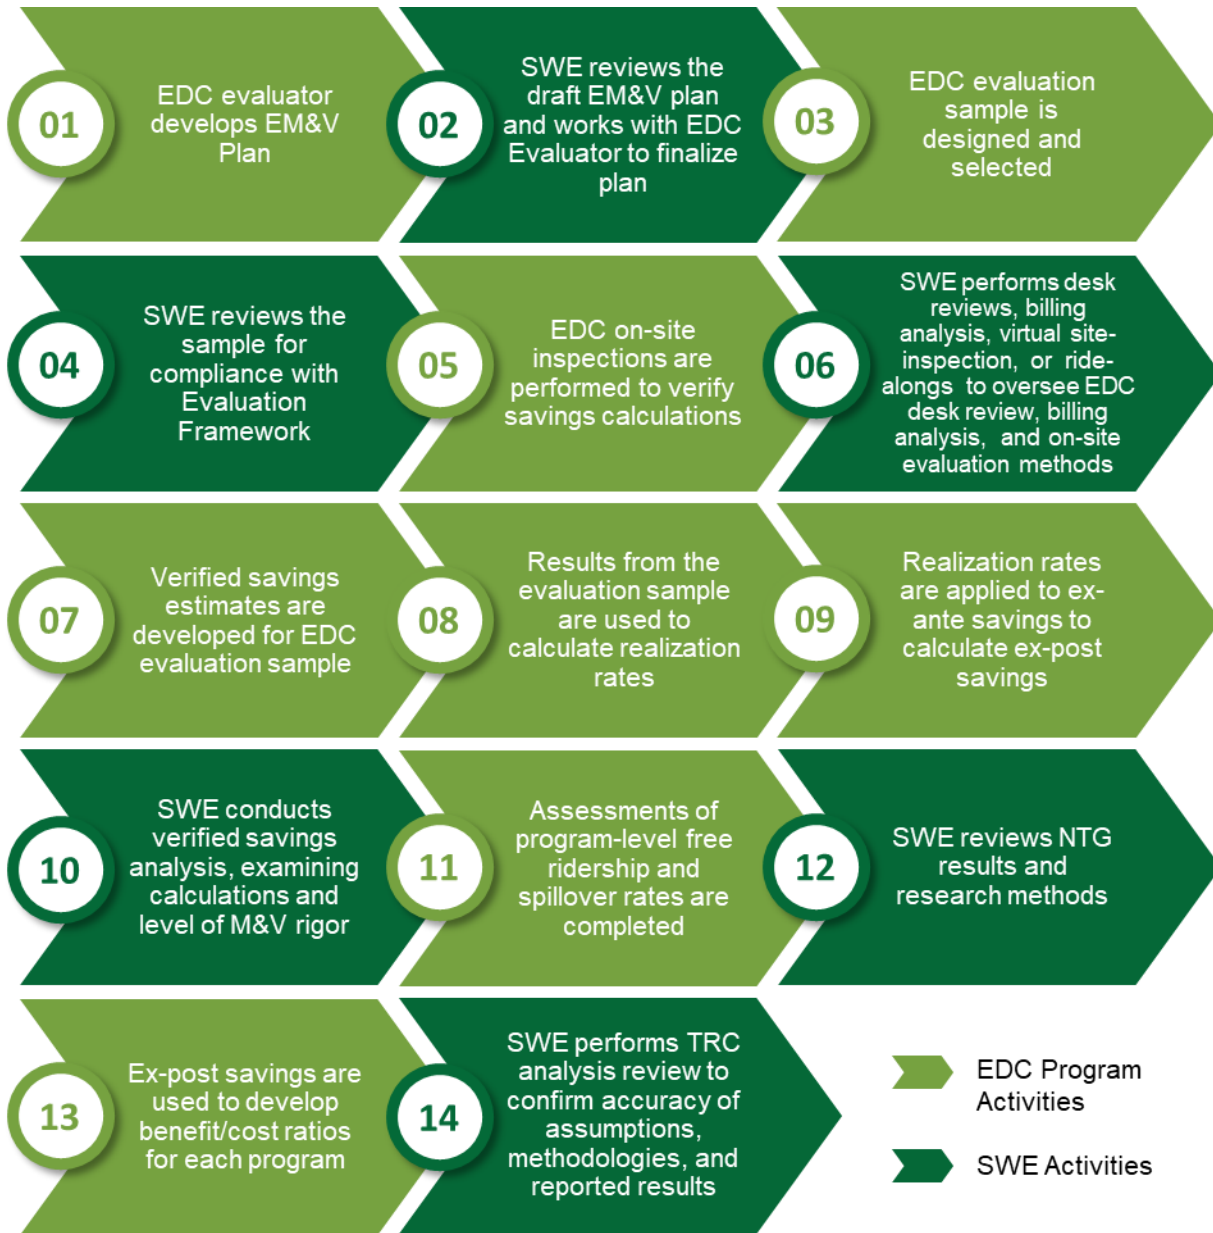 01
EDC evaluator
develops EM&V
Plan
02
SWE reviews the
draft EM&V plan
and works with EDC
Evaluator to finalize
plan
03
EDC evaluation
sample is
designed and
selected
04
SWE reviews the
sample for
compliance with
Evaluation
Framework
05
EDC on-site
inspections are
performed to verify
savings calculations
06
SWE performs desk
reviews, billing
analysis, virtual site-
inspection, or ride-
alongs to oversee EDC
desk review, billing
analysis, and on-site
evaluation methods
07
Verified savings
estimates are
developed for EDC
evaluation sample
08
Results from the
evaluation sample
are used to
calculate realization
rates
09
Realization rates
are applied to ex-
ante savings to
calculate ex-post
savings
10
SWE conducts
verified savings
analysis, examining
calculations and
level of M&V rigor
11
Assessments of
program-level free
ridership and
spillover rates are
completed
12
SWE reviews NTG
results and
research methods
13
Ex-post savings are
used to develop
benefit/cost ratios
for each program
14
SWE performs TRC
analysis review to
confirm accuracy of
assumptions,
methodologies, and
reported results
EDC Program
Activities
SWE Activities